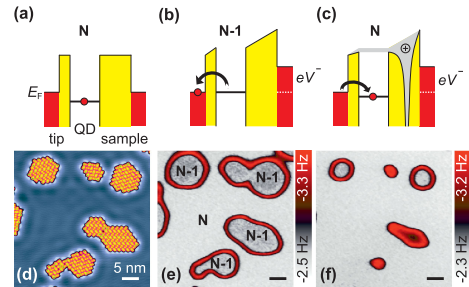 (a) N
(b) N-1
(c) N
E_F
QD
tip sample
eV⁻
eV⁻
(d)
5 nm
(e)
N-1
N-1
N
N-1
N-1
-3.3 Hz
-2.5 Hz
(f)
-3.2 Hz
-2.3 Hz